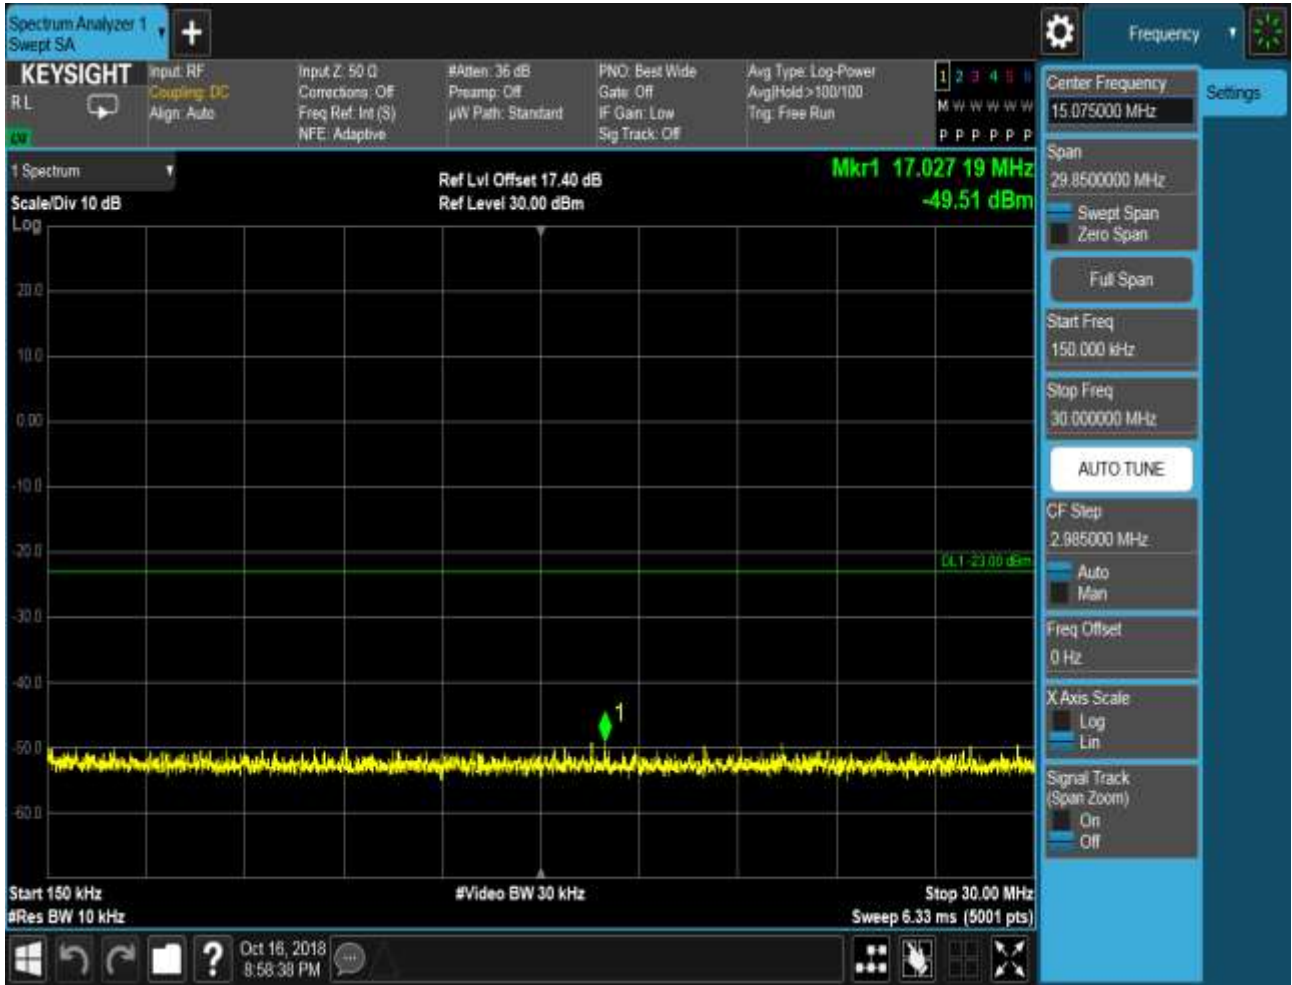 Spectrum Analyzer 1
Swept SA
+
Frequency
KEYSIGHT
RL
LW
Input: RF
Coupling: DC
Align: Auto
Input Z: 50 Ω
Corrections: Off
Freq Ref: Int (S)
NFE: Adaptive
#Atten: 36 dB
Preamp: Off
µW Path: Standard
PNO: Best Wide
Gate: Off
IF Gain: Low
Sig Track: Off
Avg Type: Log-Power
Avg|Hold:>100/100
Trig: Free Run
1 2 3 4 5 6
M W W W W W
P P P P P P
1 Spectrum
Scale/Div 10 dB
Log
Ref Lvl Offset 17.40 dB
Ref Level 30.00 dBm
Mkr1 17.027 19 MHz
-49.51 dBm
20.0
10.0
0.00
-10.0
-20.0
-30.0
-40.0
-50.0
-60.0
DL1 -23.00 dBm
1
Start 150 kHz
#Res BW 10 kHz
#Video BW 30 kHz
Stop 30.00 MHz
Sweep 6.33 ms (5001 pts)
?
Oct 16, 2018
8:58:38 PM
Center Frequency
15.075000 MHz
Settings
Span
29.8500000 MHz
Swept Span
Zero Span
Full Span
Start Freq
150.000 kHz
Stop Freq
30.000000 MHz
AUTO TUNE
CF Step
2.985000 MHz
Auto
Man
Freq Offset
0 Hz
X Axis Scale
Log
Lin
Signal Track
(Span Zoom)
On
Off